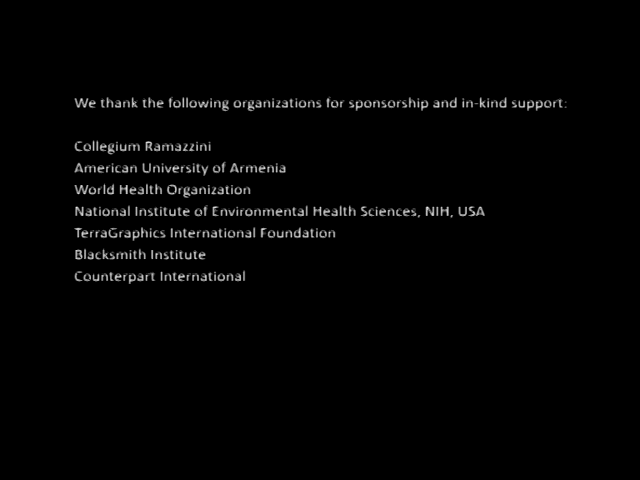 We thank the following organizations for sponsorship and in-kind support:
Collegium Ramazzini
American University of Armenia
World Health Organization
National Institute of Environmental Health Sciences, NIH, USA
TerraGraphics International Foundation
Blacksmith Institute
Counterpart International